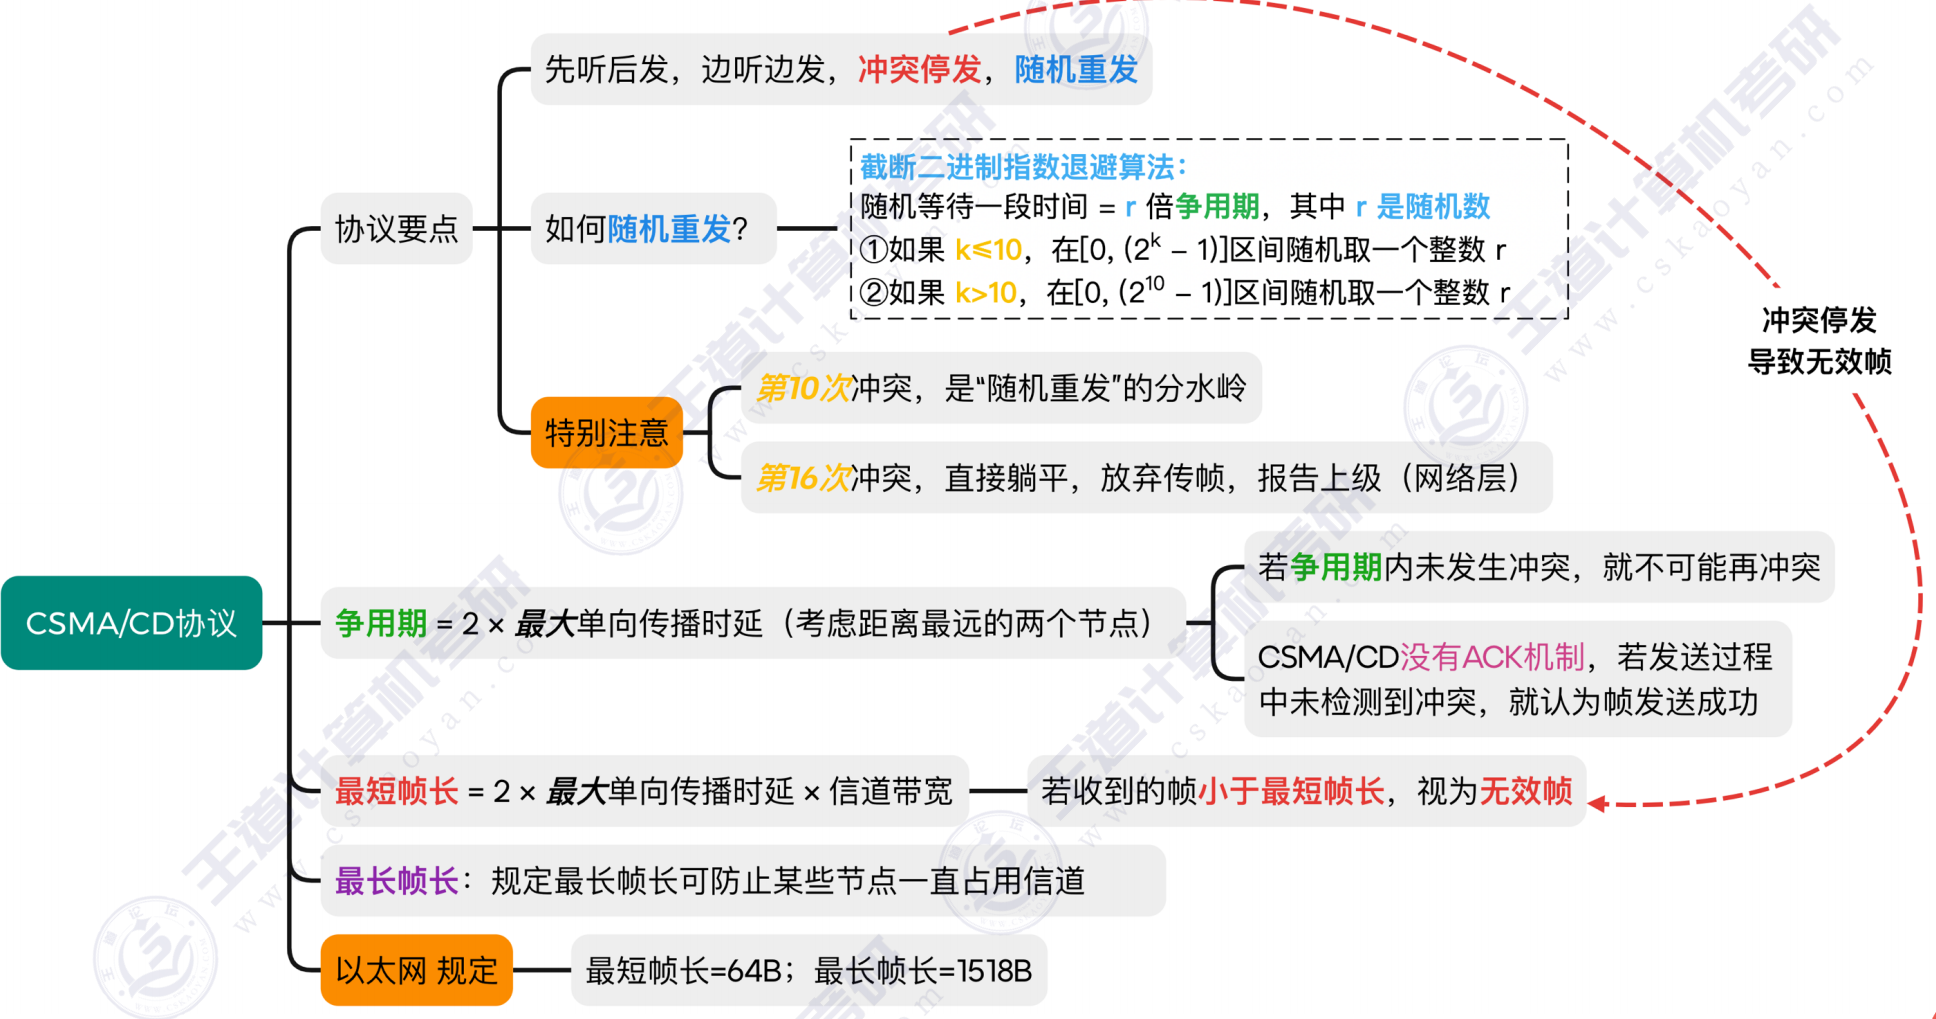 先听后发，边听边发，冲突停发，随机重发
截断二进制指数退避算法：
随机等待一段时间 = r 倍争用期，其中 r 是随机数
①如果 k≤10，在[0, (2^k – 1)]区间随机取一个整数 r
②如果 k>10，在[0, (2^10 – 1)]区间随机取一个整数 r
协议要点
如何随机重发？
冲突停发
导致无效帧
第10次冲突，是“随机重发”的分水岭
特别注意
第16次冲突，直接躺平，放弃传帧，报告上级（网络层）
若争用期内未发生冲突，就不可能再冲突
CSMA/CD协议
争用期 = 2 × 最大单向传播时延（考虑距离最远的两个节点）
CSMA/CD没有ACK机制，若发送过程
中未检测到冲突，就认为帧发送成功
最短帧长 = 2 × 最大单向传播时延 × 信道带宽
若收到的帧小于最短帧长，视为无效帧
最长帧长：规定最长帧长可防止某些节点一直占用信道
以太网 规定
最短帧长=64B；最长帧长=1518B
王道计算机考研
www.cskaoyan.com